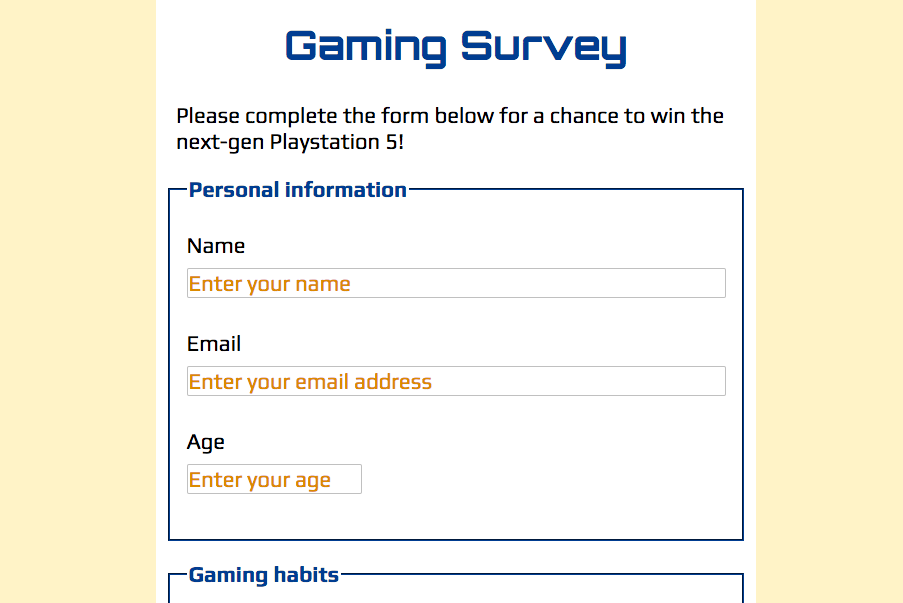 Gaming Survey
Please complete the form below for a chance to win the
next-gen Playstation 5!
Personal information
Name
Enter your name
Email
Enter your email address
Age
Enter your age
Gaming habits